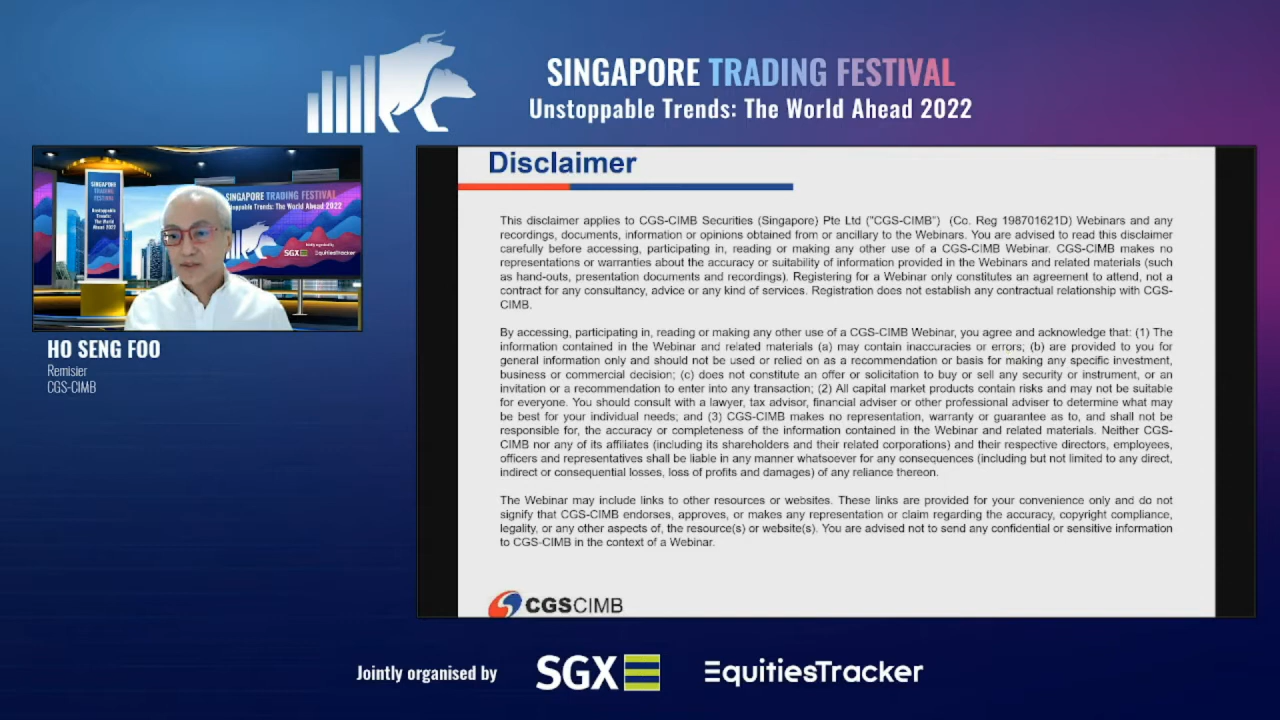 SINGAPORE TRADING FESTIVAL
Unstoppable Trends: The World Ahead 2022
SINGAPORE
TRADING
FESTIVAL
Unstoppable
Trends:
The World
Ahead 2022
SINGAPORE TRADING FESTIVAL
Unstoppable Trends: The World Ahead 2022
SGX EquitiesTracker
HO SENG FOO
Remisier
CGS-CIMB
Disclaimer
This disclaimer applies to CGS-CIMB Securities (Singapore) Pte Ltd ("CGS-CIMB") (Co. Reg 198701621D) Webinars and any
recordings, documents, information or opinions obtained from or ancillary to the Webinars. You are advised to read this disclaimer
carefully before accessing, participating in, reading or making any other use of a CGS-CIMB Webinar. CGS-CIMB makes no
representations or warranties about the accuracy or suitability of information provided in the Webinars and related materials (such
as hand-outs, presentation documents and recordings). Registering for a Webinar only constitutes an agreement to attend, not a
contract for any consultancy, advice or any kind of services. Registration does not establish any contractual relationship with CGS-
CIMB.
By accessing, participating in, reading or making any other use of a CGS-CIMB Webinar, you agree and acknowledge that: (1) The
information contained in the Webinar and related materials (a) may contain inaccuracies or errors; (b) are provided to you for
general information only and should not be used or relied on as a recommendation or basis for making any specific investment,
business or commercial decision; (c) does not constitute an offer or solicitation to buy or sell any security or instrument, or an
invitation or a recommendation to enter into any transaction; (2) All capital market products contain risks and may not be suitable
for everyone. You should consult with a lawyer, tax advisor, financial adviser or other professional adviser to determine what may
be best for your individual needs; and (3) CGS-CIMB makes no representation, warranty or guarantee as to, and shall not be
responsible for, the accuracy or completeness of the information contained in the Webinar and related materials. Neither CGS-
CIMB nor any of its affiliates (including its shareholders and their related corporations) and their respective directors, employees,
officers and representatives shall be liable in any manner whatsoever for any consequences (including but not limited to any direct,
indirect or consequential losses, loss of profits and damages) of any reliance thereon.
The Webinar may include links to other resources or websites. These links are provided for your convenience only and do not
signify that CGS-CIMB endorses, approves, or makes any representation or claim regarding the accuracy, copyright compliance,
legality, or any other aspects of, the resource(s) or website(s). You are advised not to send any confidential or sensitive information
to CGS-CIMB in the context of a Webinar.
CGSCIMB
Jointly organised by SGX EquitiesTracker